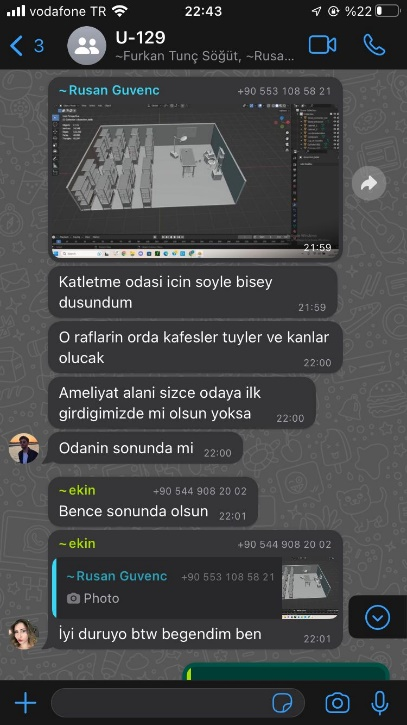 vodafone TR
22:43
%22
3
U-129
~Furkan Tunç Söğüt, ~Rusa...
~Rusan Guvenc +90 553 108 58 21
21:59
Katletme odasi icin soyle bisey
dusundum
21:59
O raflarin orda kafesler tuyler ve kanlar
olucak
22:00
Ameliyat alani sizce odaya ilk
girdigimizde mi olsun yoksa
22:00
Odanin sonunda mi 22:00
~ekin +90 544 908 20 02
Bence sonunda olsun 22:01
~ekin +90 544 908 20 02
~Rusan Guvenc +90 553 108 58 21
Photo
İyi duruyo btw begendim ben
22:01